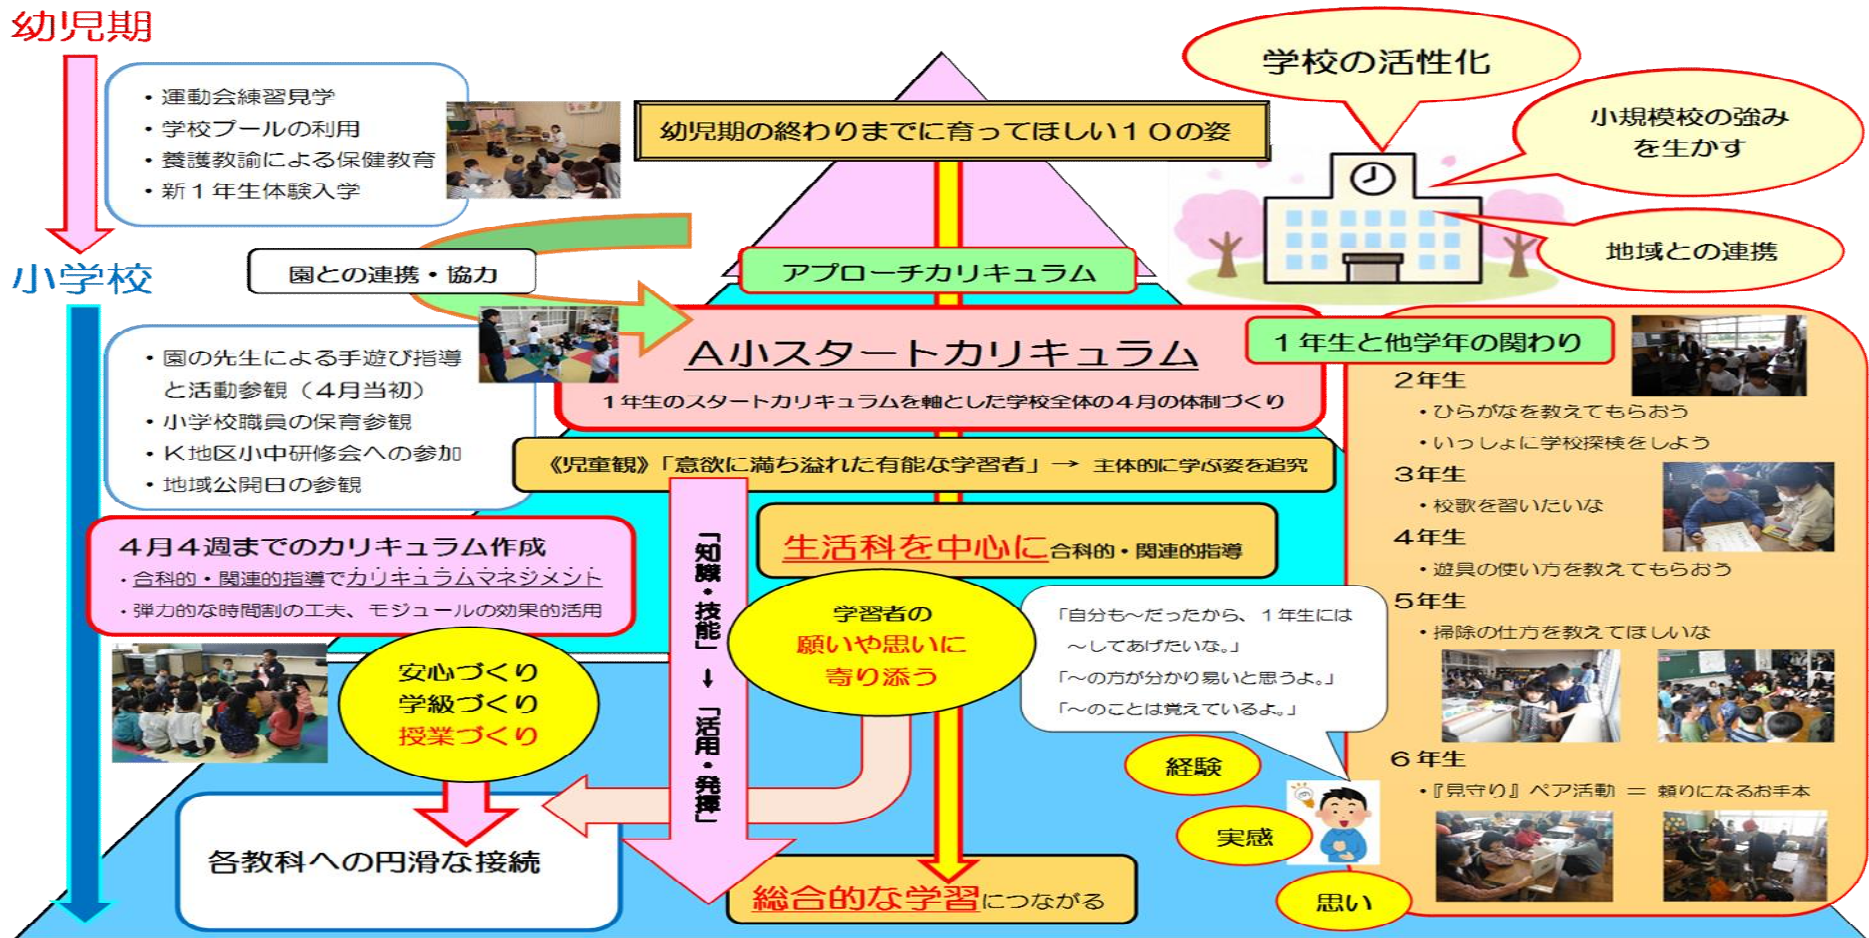 幼児期
・運動会練習見学
・学校プールの利用
・養護教諭による保健教育
・新１年生体験入学
幼児期の終わりまでに育ってほしい１０の姿
学校の活性化
小規模校の強み
を生かす
地域との連携
園との連携・協力
アプローチカリキュラム
小学校
・園の先生による手遊び指導
と活動参観（４月当初）
・小学校職員の保育参観
・Ｋ地区小中研修会への参加
・地域公開日の参観
Ａ小スタートカリキュラム
１年生のスタートカリキュラムを軸とした学校全体の４月の体制づくり
《児童観》「意欲に満ち溢れた有能な学習者」→ 主体的に学ぶ姿を追究
４月４週までのカリキュラム作成
・合科的・関連的指導でカリキュラムマネジメント
・弾力的な時間割の工夫、モジュールの効果的活用
「知識・技能」→「活用・発揮」
生活科を中心に合科的・関連的指導
学習者の
願いや思いに
寄り添う
安心づくり
学級づくり
授業づくり
各教科への円滑な接続
総合的な学習につながる
「自分も～だったから、１年生には
～してあげたいな。」
「～の方が分かり易いと思うよ。」
「～のことは覚えているよ。」
経験
実感
思い
１年生と他学年の関わり
２年生
・ひらがなを教えてもらおう
・いっしょに学校探検をしよう
３年生
・校歌を習いたいな
４年生
・遊具の使い方を教えてもらおう
５年生
・掃除の仕方を教えてほしいな
６年生
・『見守り』ペア活動 ＝ 頼りになるお手本